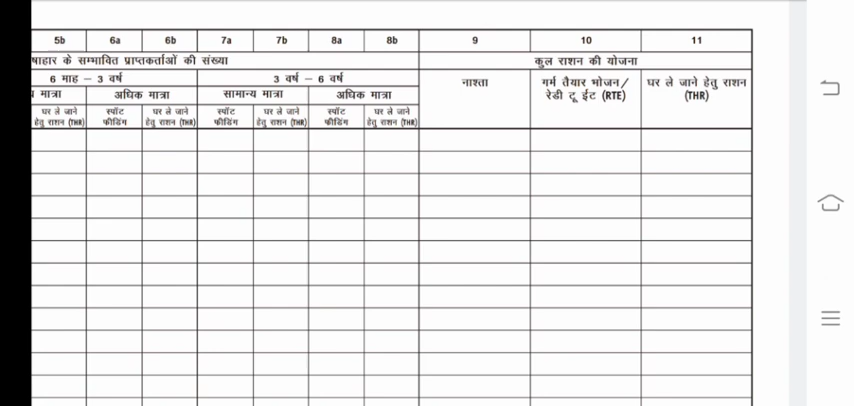 5b 6a 6b 7a 7b 8a 8b 9 10 11
षाहार के सम्भावित प्राप्तकर्ताओं की संख्या कुल राशन की योजना
6 माह – 3 वर्ष 3 वर्ष – 6 वर्ष नाश्ता गर्म तैयार भोजन/ घर ले जाने हेतु राशन
मात्रा अधिक मात्रा सामान्य मात्रा अधिक मात्रा रेडी टू ईट (RTE) (THR)
घर ले जाने स्पॉट घर ले जाने स्पॉट घर ले जाने स्पॉट घर ले जाने
हेतु राशन (THR) फीडिंग हेतु राशन (THR) फीडिंग हेतु राशन (THR) फीडिंग हेतु राशन (THR)